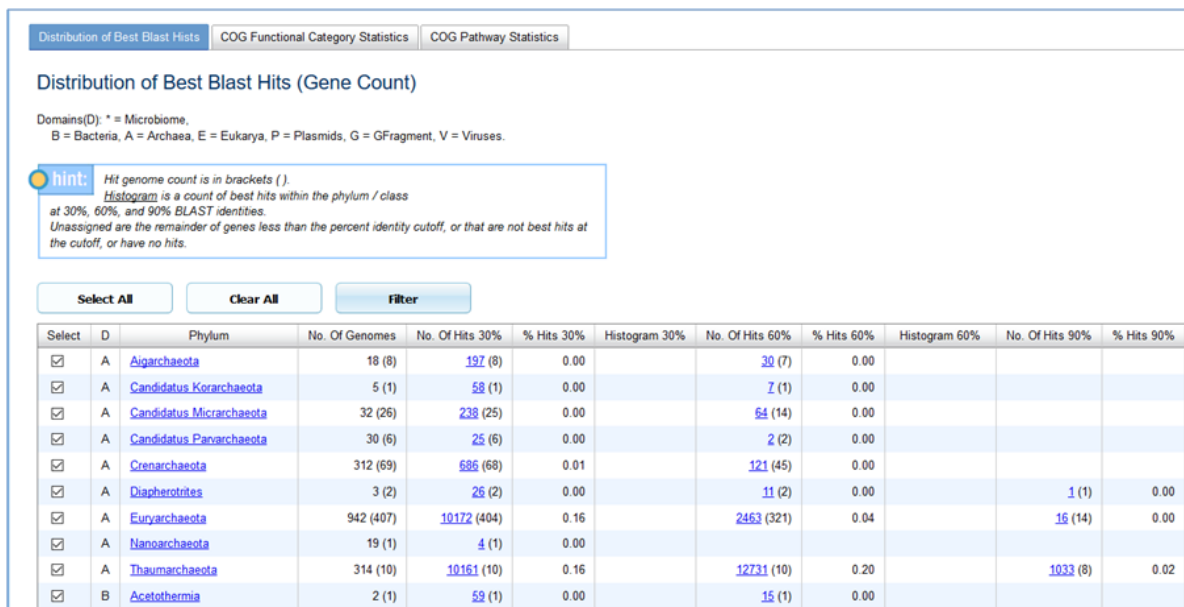 Distribution of Best Blast Hists COG Functional Category Statistics COG Pathway Statistics
Distribution of Best Blast Hits (Gene Count)
Domains(D): * = Microbiome,
B = Bacteria, A = Archaea, E = Eukarya, P = Plasmids, G = GFragment, V = Viruses.
hint: Hit genome count is in brackets ( ).
Histogram is a count of best hits within the phylum / class
at 30%, 60%, and 90% BLAST identities.
Unassigned are the remainder of genes less than the percent identity cutoff, or that are not best hits at
the cutoff, or have no hits.
Select All Clear All Filter
Select D Phylum No. Of Genomes No. Of Hits 30% % Hits 30% Histogram 30% No. Of Hits 60% % Hits 60% Histogram 60% No. Of Hits 90% % Hits 90%
A Aigarchaeota 18 (8) 197 (8) 0.00 30 (7) 0.00
A Candidatus Korarchaeota 5 (1) 58 (1) 0.00 7 (1) 0.00
A Candidatus Micrarchaeota 32 (26) 238 (25) 0.00 64 (14) 0.00
A Candidatus Parvarchaeota 30 (6) 25 (6) 0.00 2 (2) 0.00
A Crenarchaeota 312 (69) 686 (68) 0.01 121 (45) 0.00
A Diapherotrites 3 (2) 26 (2) 0.00 11 (2) 0.00 1 (1) 0.00
A Euryarchaeota 942 (407) 10172 (404) 0.16 2463 (321) 0.04 16 (14) 0.00
A Nanoarchaeota 19 (1) 4 (1) 0.00
A Thaumarchaeota 314 (10) 10161 (10) 0.16 12731 (10) 0.20 1033 (8) 0.02
B Acetothermia 2 (1) 59 (1) 0.00 15 (1) 0.00